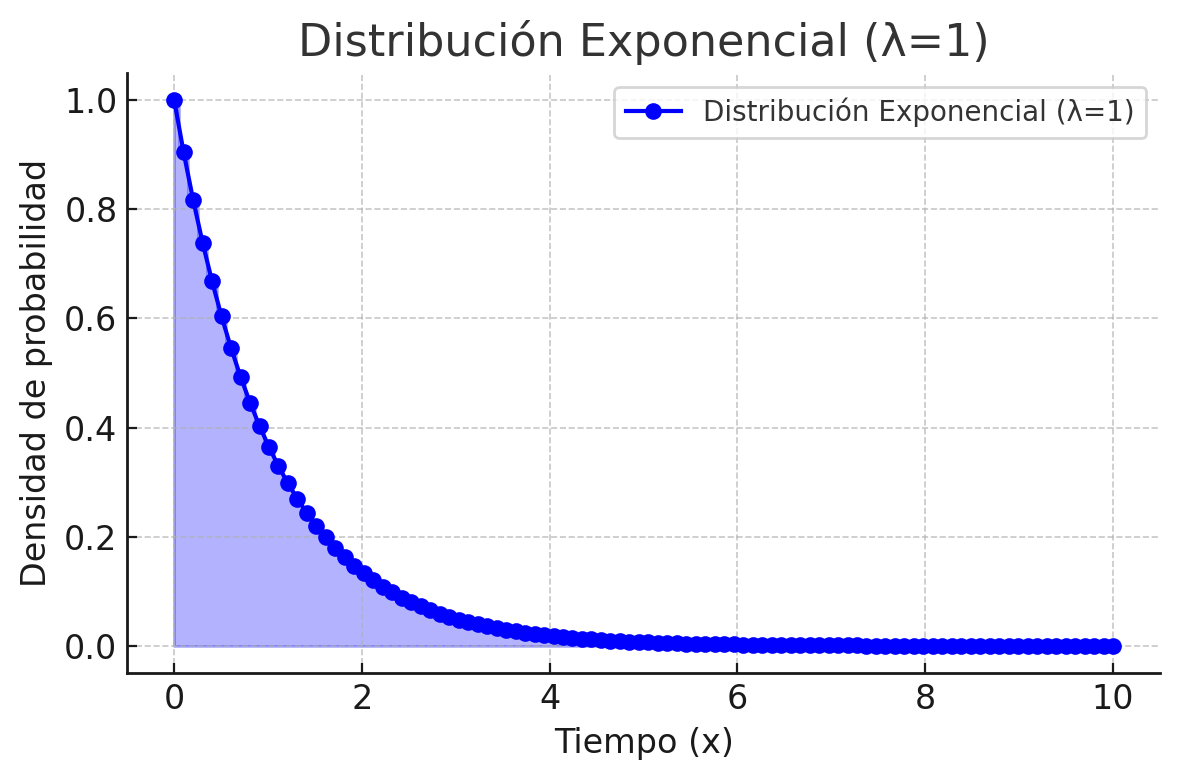 Distribución Exponencial (λ=1)
Distribución Exponencial (λ=1)
Densidad de probabilidad
1.0
0.8
0.6
0.4
0.2
0.0
0 2 4 6 8 10
Tiempo (x)